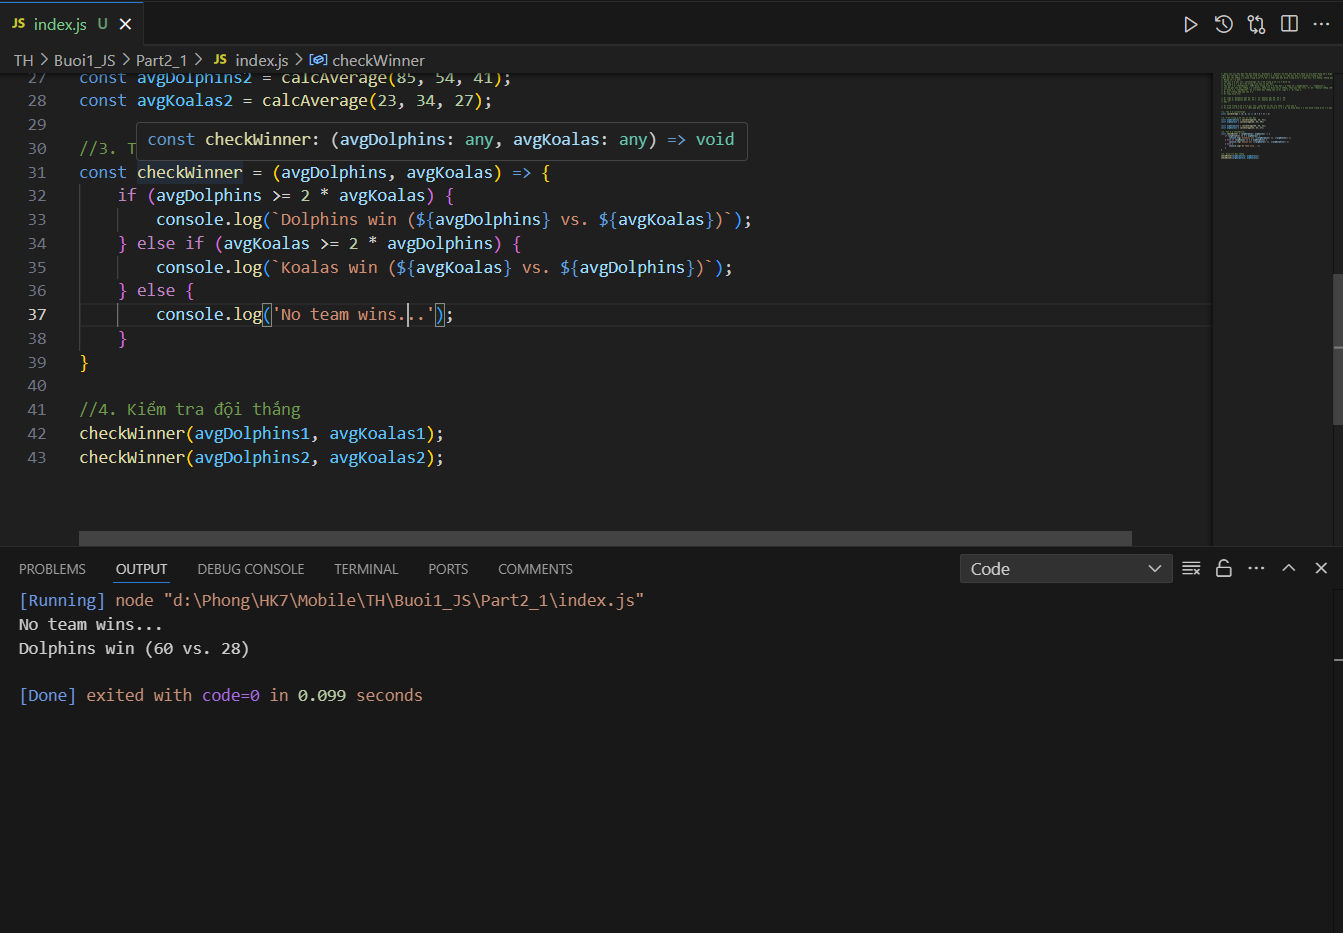 JS index.js U
TH > Buoi1_JS > Part2_1 > JS index.js > checkWinner
27 const avgDolphins2 = calcAverage(85, 54, 41);
28 const avgKoalas2 = calcAverage(23, 34, 27);
29
const checkWinner: (avgDolphins: any, avgKoalas: any) => void
30 //3. T
31 const checkWinner = (avgDolphins, avgKoalas) => {
32 if (avgDolphins >= 2 * avgKoalas) {
33 console.log(`Dolphins win (${avgDolphins} vs. ${avgKoalas})`);
34 } else if (avgKoalas >= 2 * avgDolphins) {
35 console.log(`Koalas win (${avgKoalas} vs. ${avgDolphins})`);
36 } else {
37 console.log('No team wins...');
38 }
39 }
40
41 //4. Kiểm tra đội thắng
42 checkWinner(avgDolphins1, avgKoalas1);
43 checkWinner(avgDolphins2, avgKoalas2);
PROBLEMS OUTPUT DEBUG CONSOLE TERMINAL PORTS COMMENTS Code
[Running] node "d:\Phong\HK7\Mobile\TH\Buoi1_JS\Part2_1\index.js"
No team wins...
Dolphins win (60 vs. 28)
[Done] exited with code=0 in 0.099 seconds